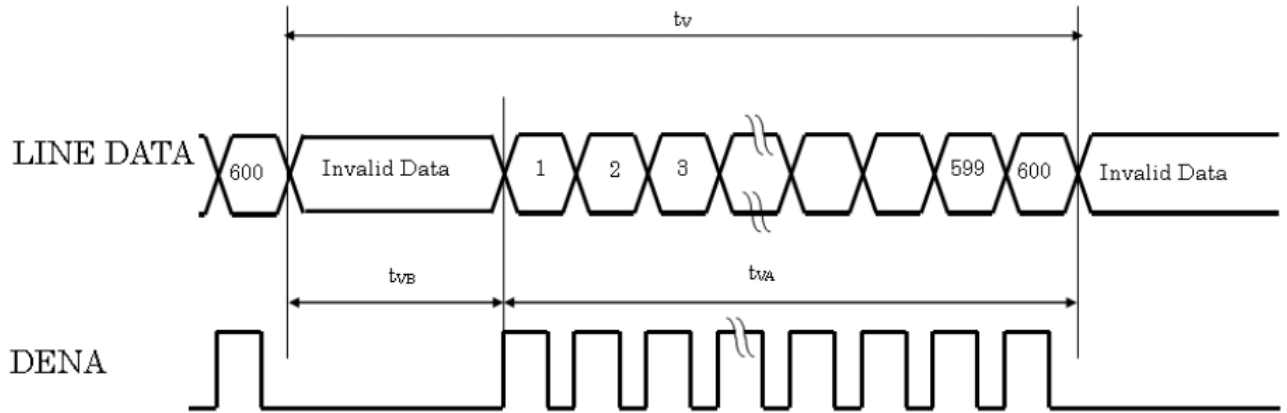 tV
LINE DATA 600 Invalid Data 1 2 3 599 600 Invalid Data
tVB tVA
DENA